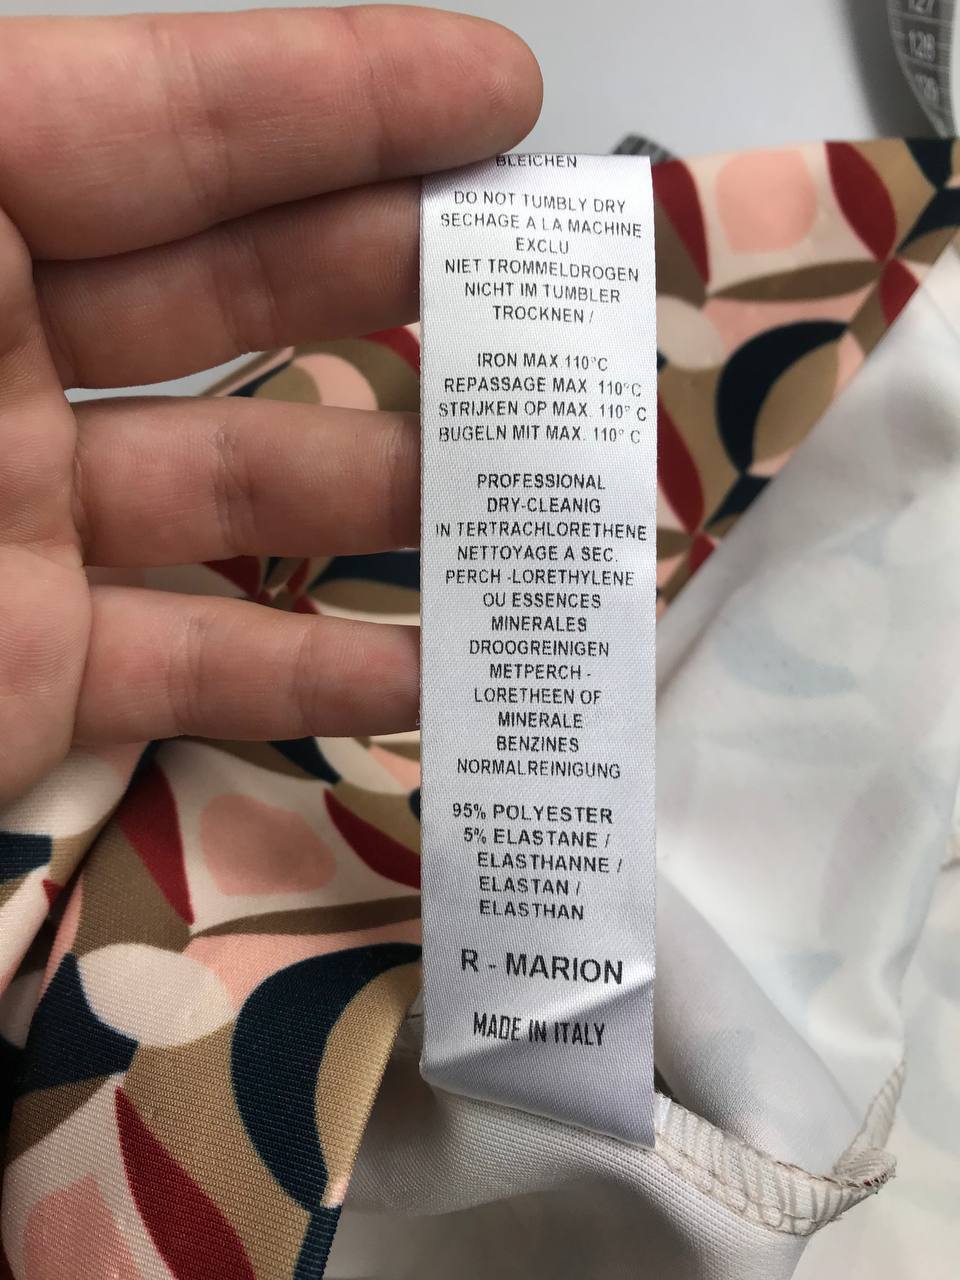 BLEICHEN
DO NOT TUMBLY DRY
SECHAGE A LA MACHINE
EXCLU
NIET TROMMELDROGEN
NICHT IM TUMBLER
TROCKNEN /
IRON MAX 110°C
REPASSAGE MAX. 110°C
STRIJKEN OP MAX. 110° C
BUGELN MIT MAX. 110° C
PROFESSIONAL
DRY-CLEANIG
IN TERTRACHLORETHENE
NETTOYAGE A SEC.
PERCH -LORETHYLENE
OU ESSENCES
MINERALES
DROOGREINIGEN
METPERCH -
LORETHEEN OF
MINERALE
BENZINES
NORMALREINIGUNG
95% POLYESTER
5% ELASTANE /
ELASTHANNE /
ELASTAN /
ELASTHAN
R - MARION
MADE IN ITALY
127
128
129